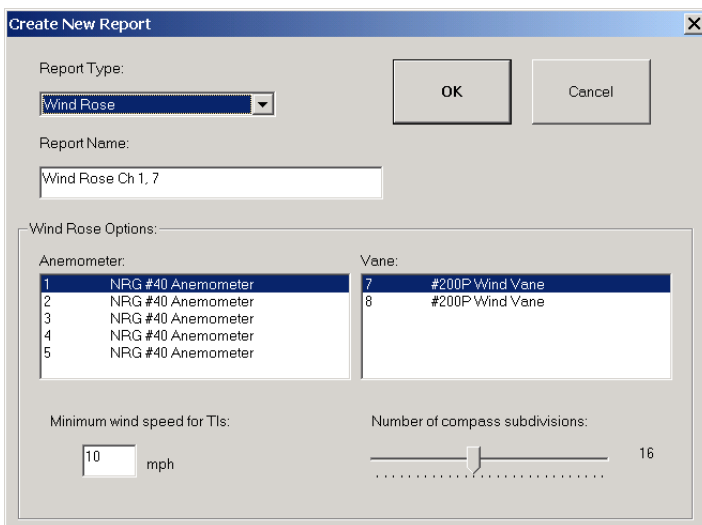 Create New Report
Report Type:
Wind Rose
OK
Cancel
Report Name:
Wind Rose Ch 1, 7
Wind Rose Options:
Anemometer:
1 NRG #40 Anemometer
2 NRG #40 Anemometer
3 NRG #40 Anemometer
4 NRG #40 Anemometer
5 NRG #40 Anemometer
Vane:
7 #200P Wind Vane
8 #200P Wind Vane
Minimum wind speed for TIs:
10 mph
Number of compass subdivisions:
16